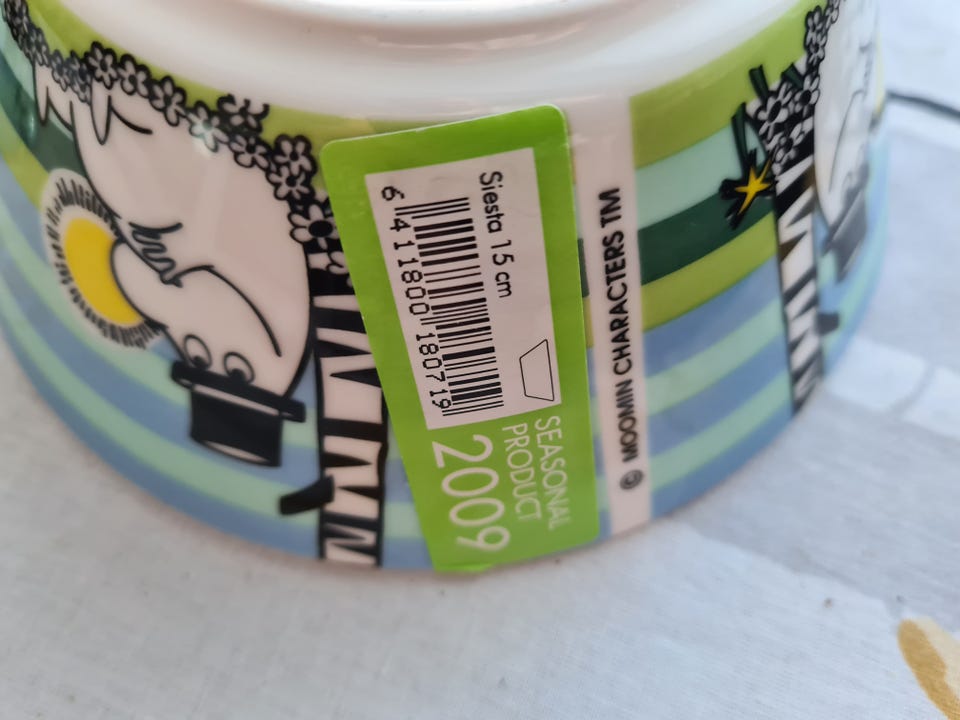 Siesta 15 cm
6 411800 180719
SEASONAL
PRODUCT
2009
© MOOMIN CHARACTERS TM